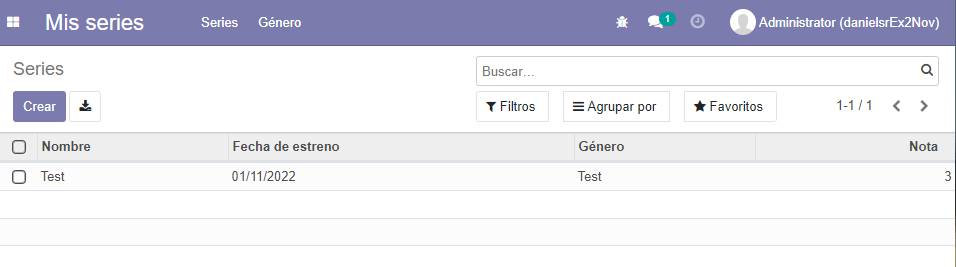 Mis series Series Género 1 Administrator (danielsrEx2Nov)
Series Buscar...
Crear Filtros Agrupar por Favoritos 1-1 / 1
Nombre Fecha de estreno Género Nota
Test 01/11/2022 Test 3